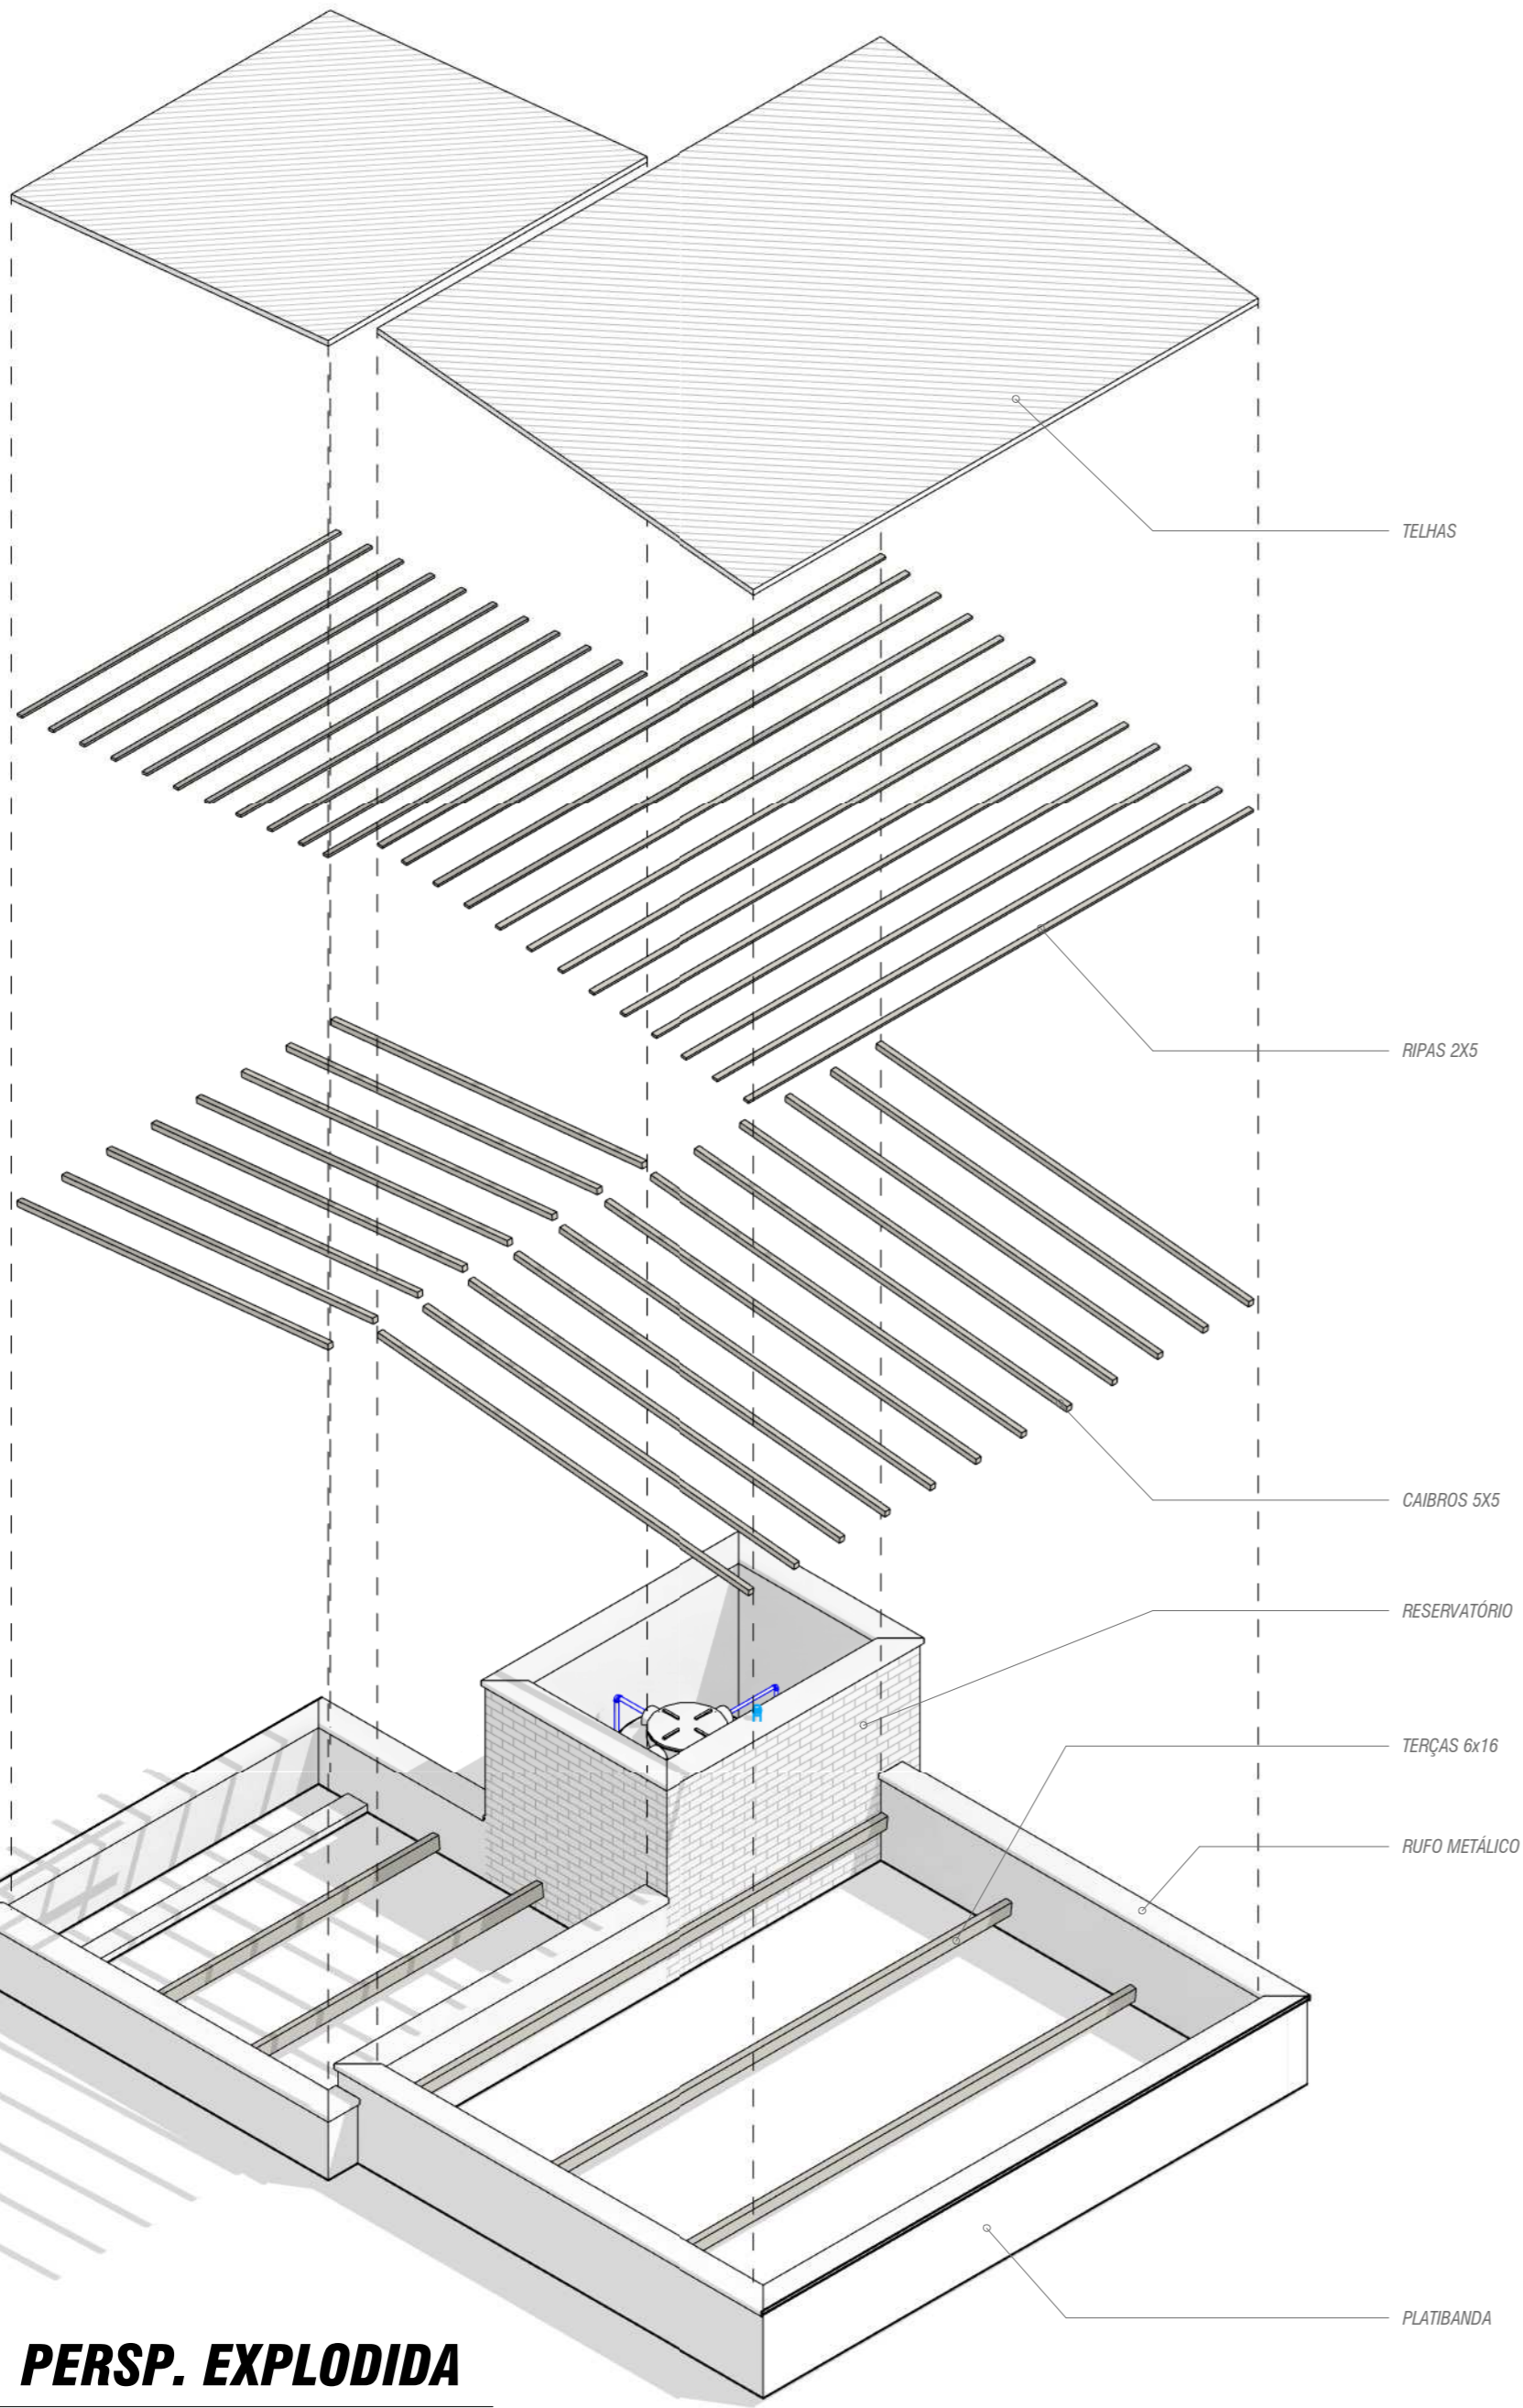 TELHAS
RIPAS 2X5
CAIBROS 5X5
RESERVATÓRIO
TERÇAS 6x16
RUFO METÁLICO
PLATIBANDA
PERSP. EXPLODIDA